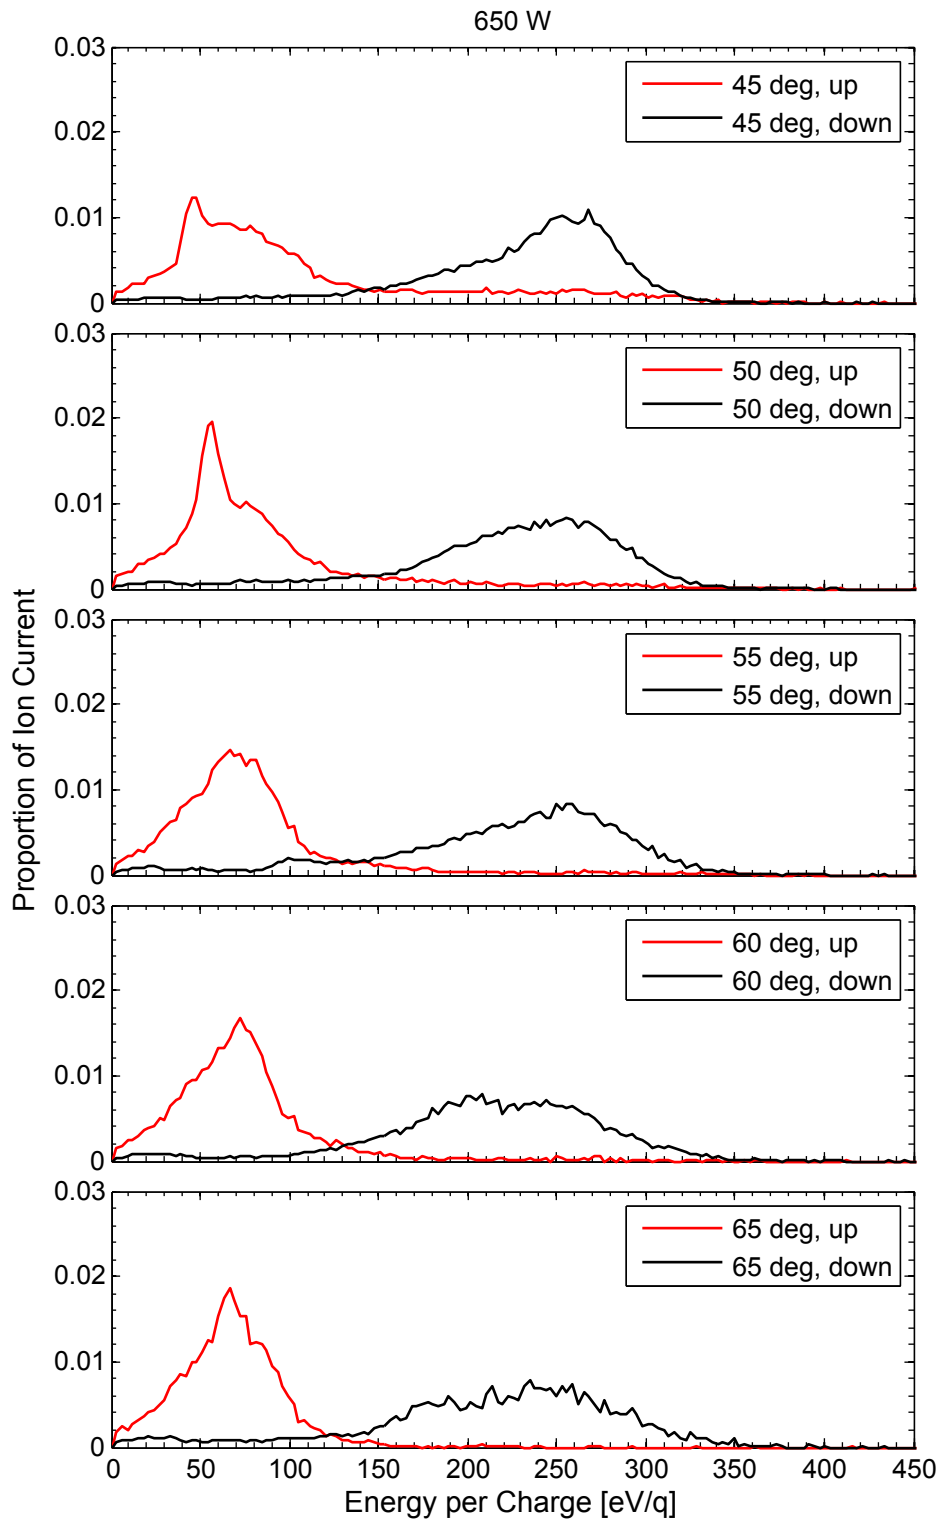 650 W
0.03
45 deg, up
45 deg, down
0.02
0.01
0
0.03
50 deg, up
50 deg, down
0.02
0.01
0
0.03
55 deg, up
55 deg, down
0.02
0.01
0
0.03
60 deg, up
60 deg, down
0.02
0.01
0
0.03
65 deg, up
65 deg, down
0.02
0.01
0
0 50 100 150 200 250 300 350 400 450
Energy per Charge [eV/q]
Proportion of Ion Current